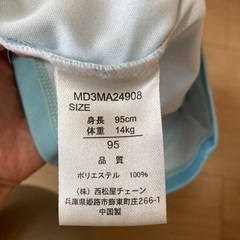 MD3MA24908
SIZE
身長 95cm
体重 14kg
95
品質
ポリエステル 100%
(株)西松屋チェーン
兵庫県姫路市飾東町庄266-1
中国製